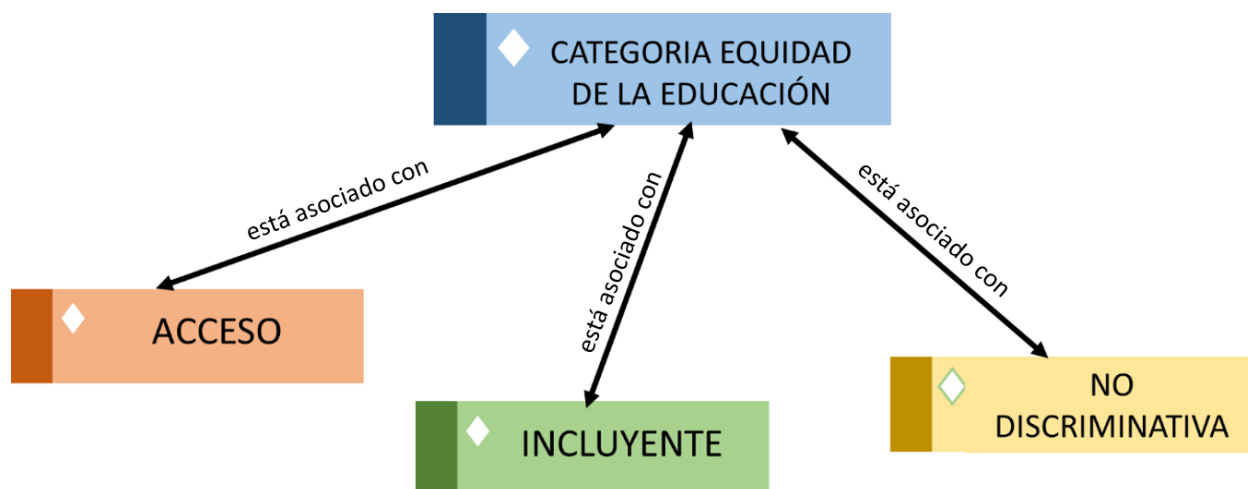 CATEGORIA EQUIDAD
DE LA EDUCACIÓN
está asociado con
está asociado con
está asociado con
ACCESO
INCLUYENTE
NO
DISCRIMINATIVA